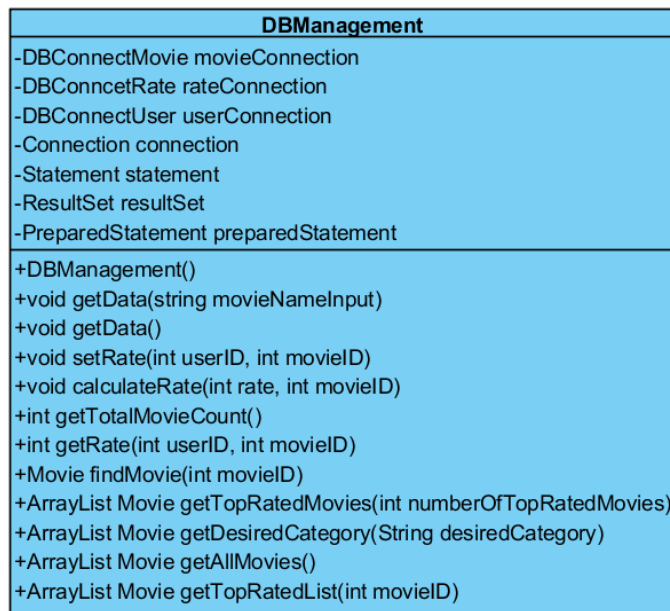 DBManagement
-DBConnectMovie movieConnection
-DBConncetRate rateConnection
-DBConnectUser userConnection
-Connection connection
-Statement statement
-ResultSet resultSet
-PreparedStatement preparedStatement
+DBManagement()
+void getData(string movieNameInput)
+void getData()
+void setRate(int userID, int movieID)
+void calculateRate(int rate, int movieID)
+int getTotalMovieCount()
+int getRate(int userID, int movieID)
+Movie findMovie(int movieID)
+ArrayList Movie getTopRatedMovies(int numberOfTopRatedMovies)
+ArrayList Movie getDesiredCategory(String desiredCategory)
+ArrayList Movie getAllMovies()
+ArrayList Movie getTopRatedList(int movieID)